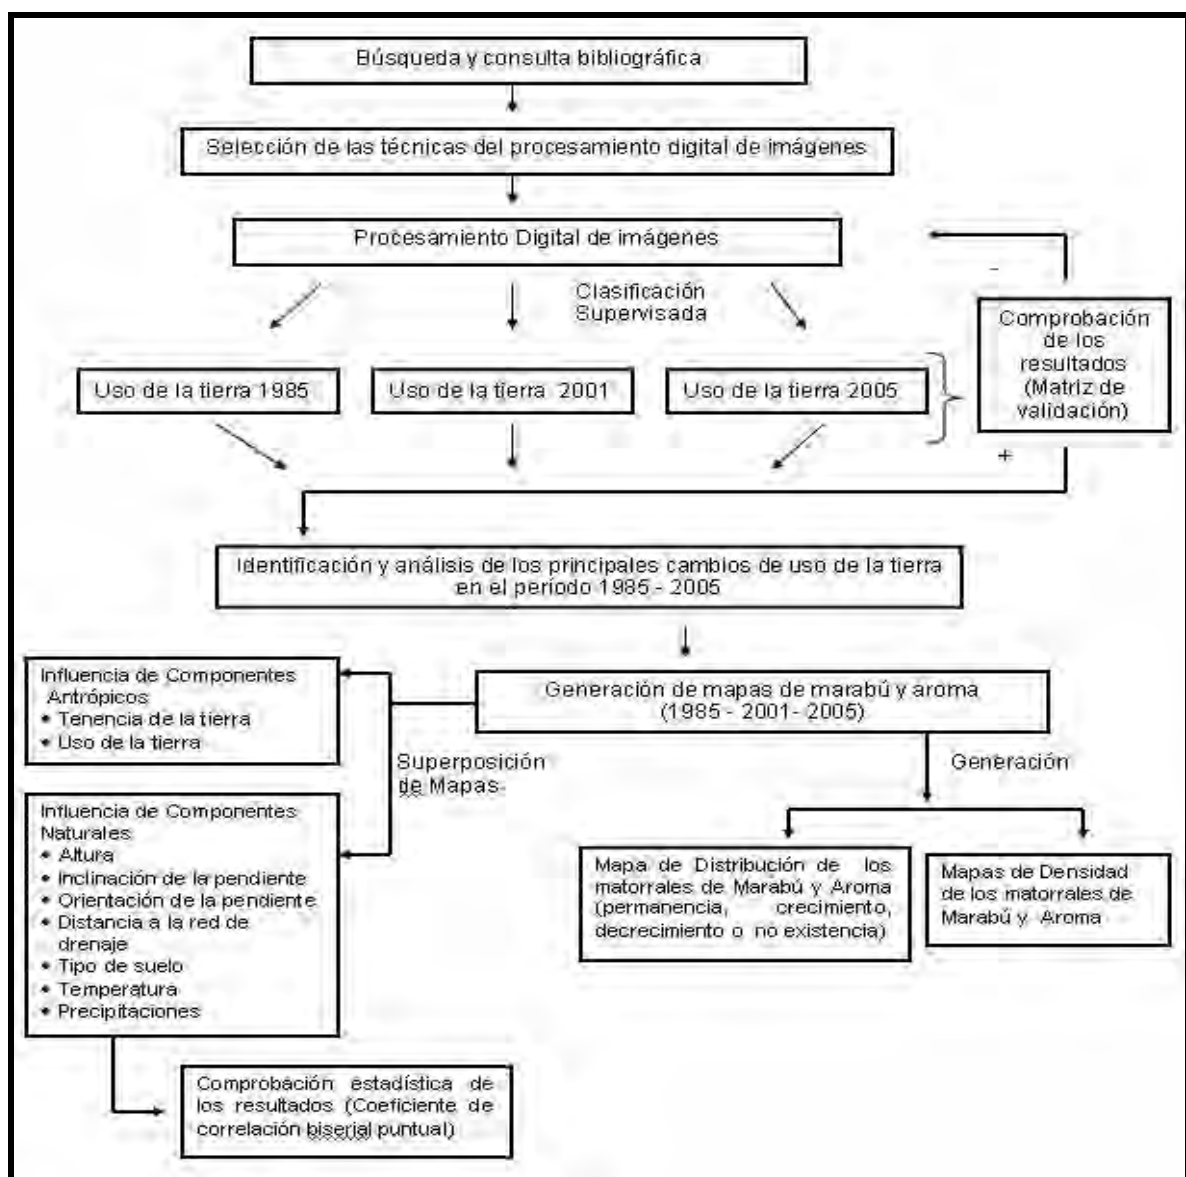 Búsqueda y consulta bibliográfica
Selección de las técnicas del procesamiento digital de imágenes
Procesamiento Digital de imágenes
Clasificación
Supervisada
-
Comprobación
de los
resultados
(Matriz de
validación)
+
Uso de la tierra 1985
Uso de la tierra 2001
Uso de la tierra 2005
Identificación y análisis de los principales cambios de uso de la tierra
en el período 1985 - 2005
Generación de mapas de marabú y aroma
(1985 - 2001- 2005)
Influencia de Componentes
Antrópicos
• Tenencia de la tierra
• Uso de la tierra
Superposición
de Mapas
Generación
Influencia de Componentes
Naturales
• Altura
• Inclinación de la pendiente
• Orientación de la pendiente
• Distancia a la red de
drenaje
• Tipo de suelo
• Temperatura
• Precipitaciones
Mapa de Distribución de los
matorrales de Marabú y Aroma
(permanencia, crecimiento,
decrecimiento o no existencia)
Mapas de Densidad
de los matorrales de
Marabú y Aroma
Comprobación estadística de
los resultados (Coeficiente de
correlación biserial puntual)